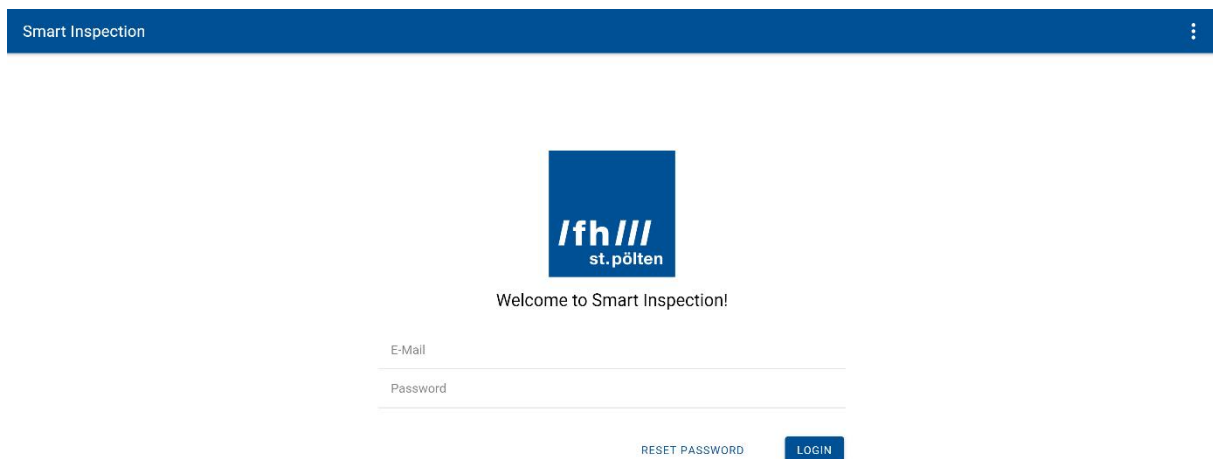 Smart Inspection
/fh///
st.pölten
Welcome to Smart Inspection!
E-Mail
Password
RESET PASSWORD LOGIN